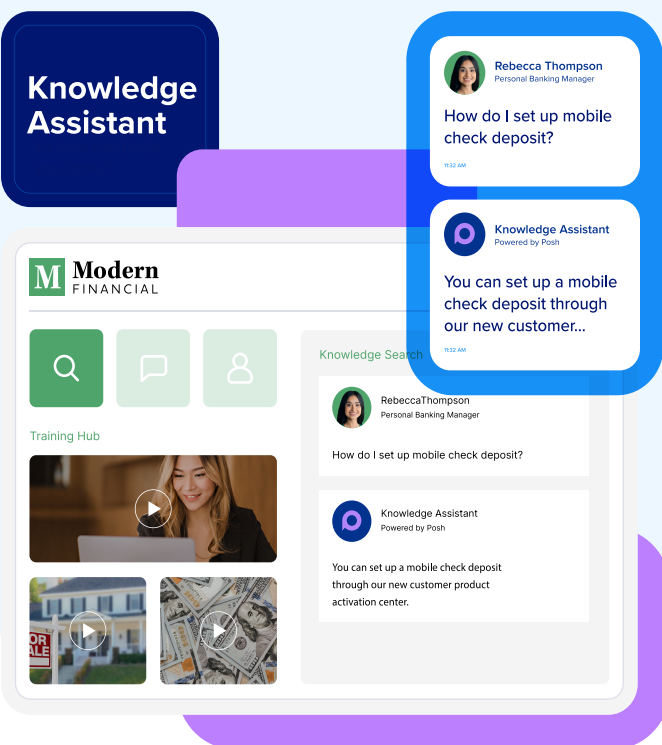 Knowledge
Assistant
Rebecca Thompson
Personal Banking Manager
How do I set up mobile
check deposit?
11:32 AM
Knowledge Assistant
Powered by Posh
You can set up a mobile
check deposit through
our new customer...
11:32 AM
M Modern
FINANCIAL
Training Hub
Knowledge Search
RebeccaThompson
Personal Banking Manager
How do I set up mobile check deposit?
Knowledge Assistant
Powered by Posh
You can set up a mobile check deposit
through our new customer product
activation center.